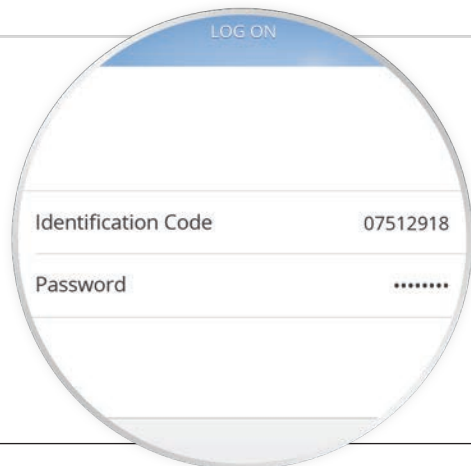 LOG ON
Identification Code 07512918
Password ••••••••